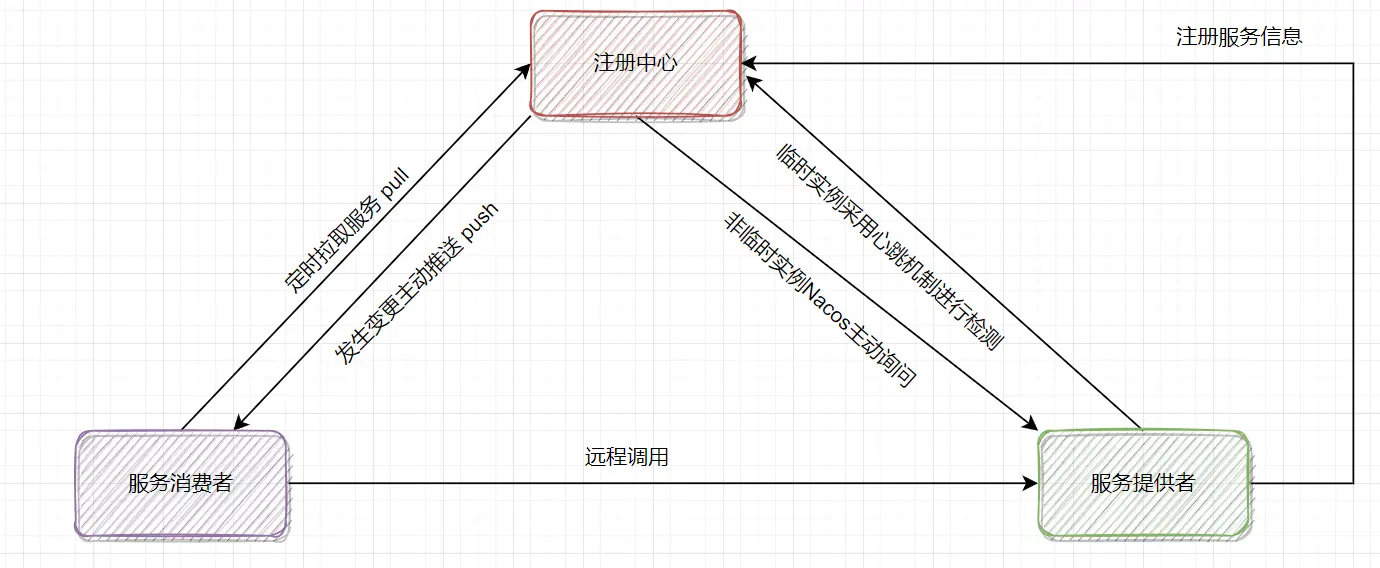 注册服务信息
注册中心
定时拉取服务 pull
发生变更主动推送 push
非临时实例Nacos主动询问
临时实例采用心跳机制进行检测
远程调用
服务消费者
服务提供者